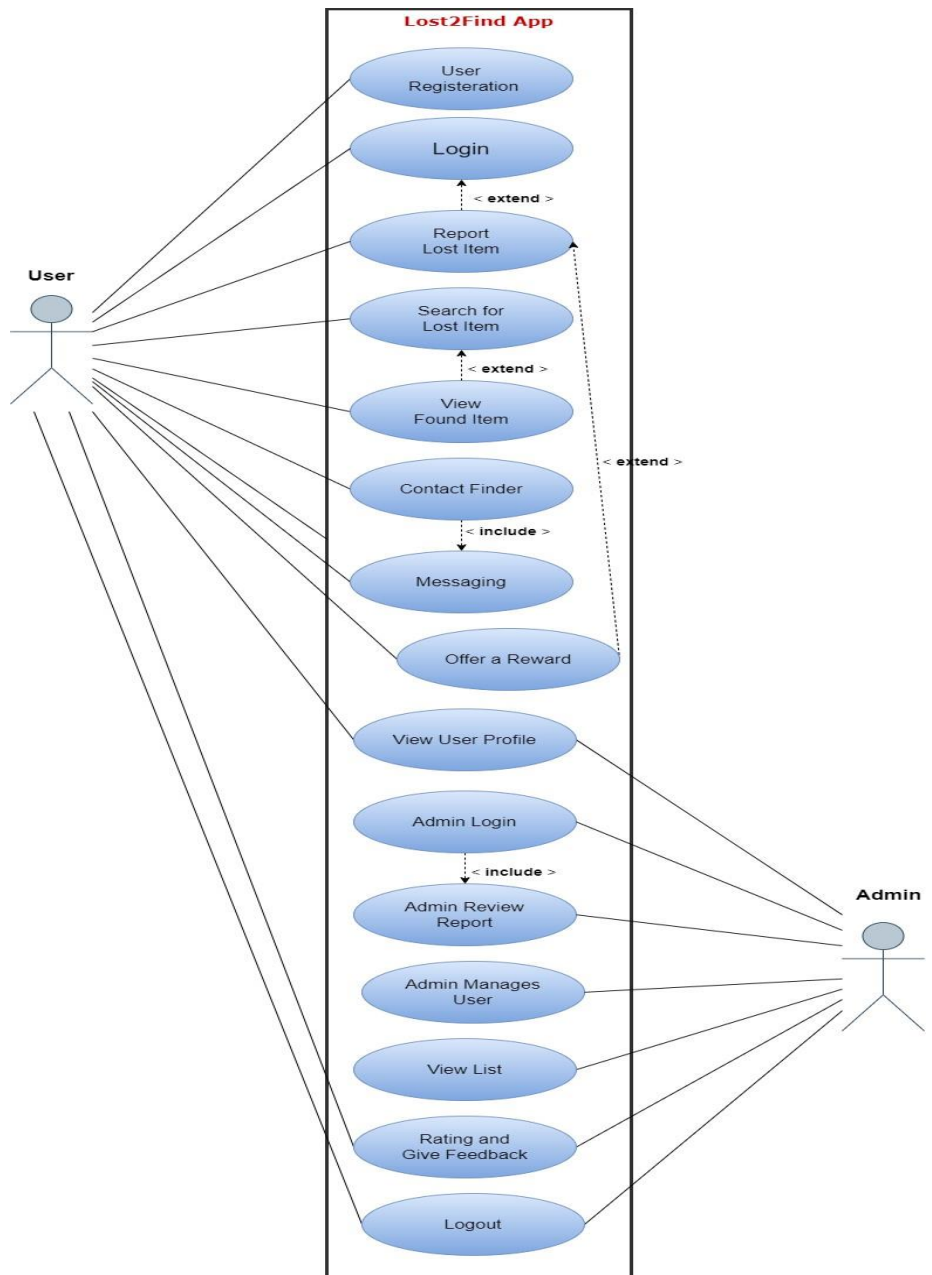 Lost2Find App
User
Registeration
Login
< extend >
Report
Lost Item
User
Search for
Lost Item
< extend >
View
Found Item
< extend >
Contact Finder
< include >
Messaging
Offer a Reward
View User Profile
Admin Login
< include >
Admin
Admin Review
Report
Admin Manages
User
View List
Rating and
Give Feedback
Logout